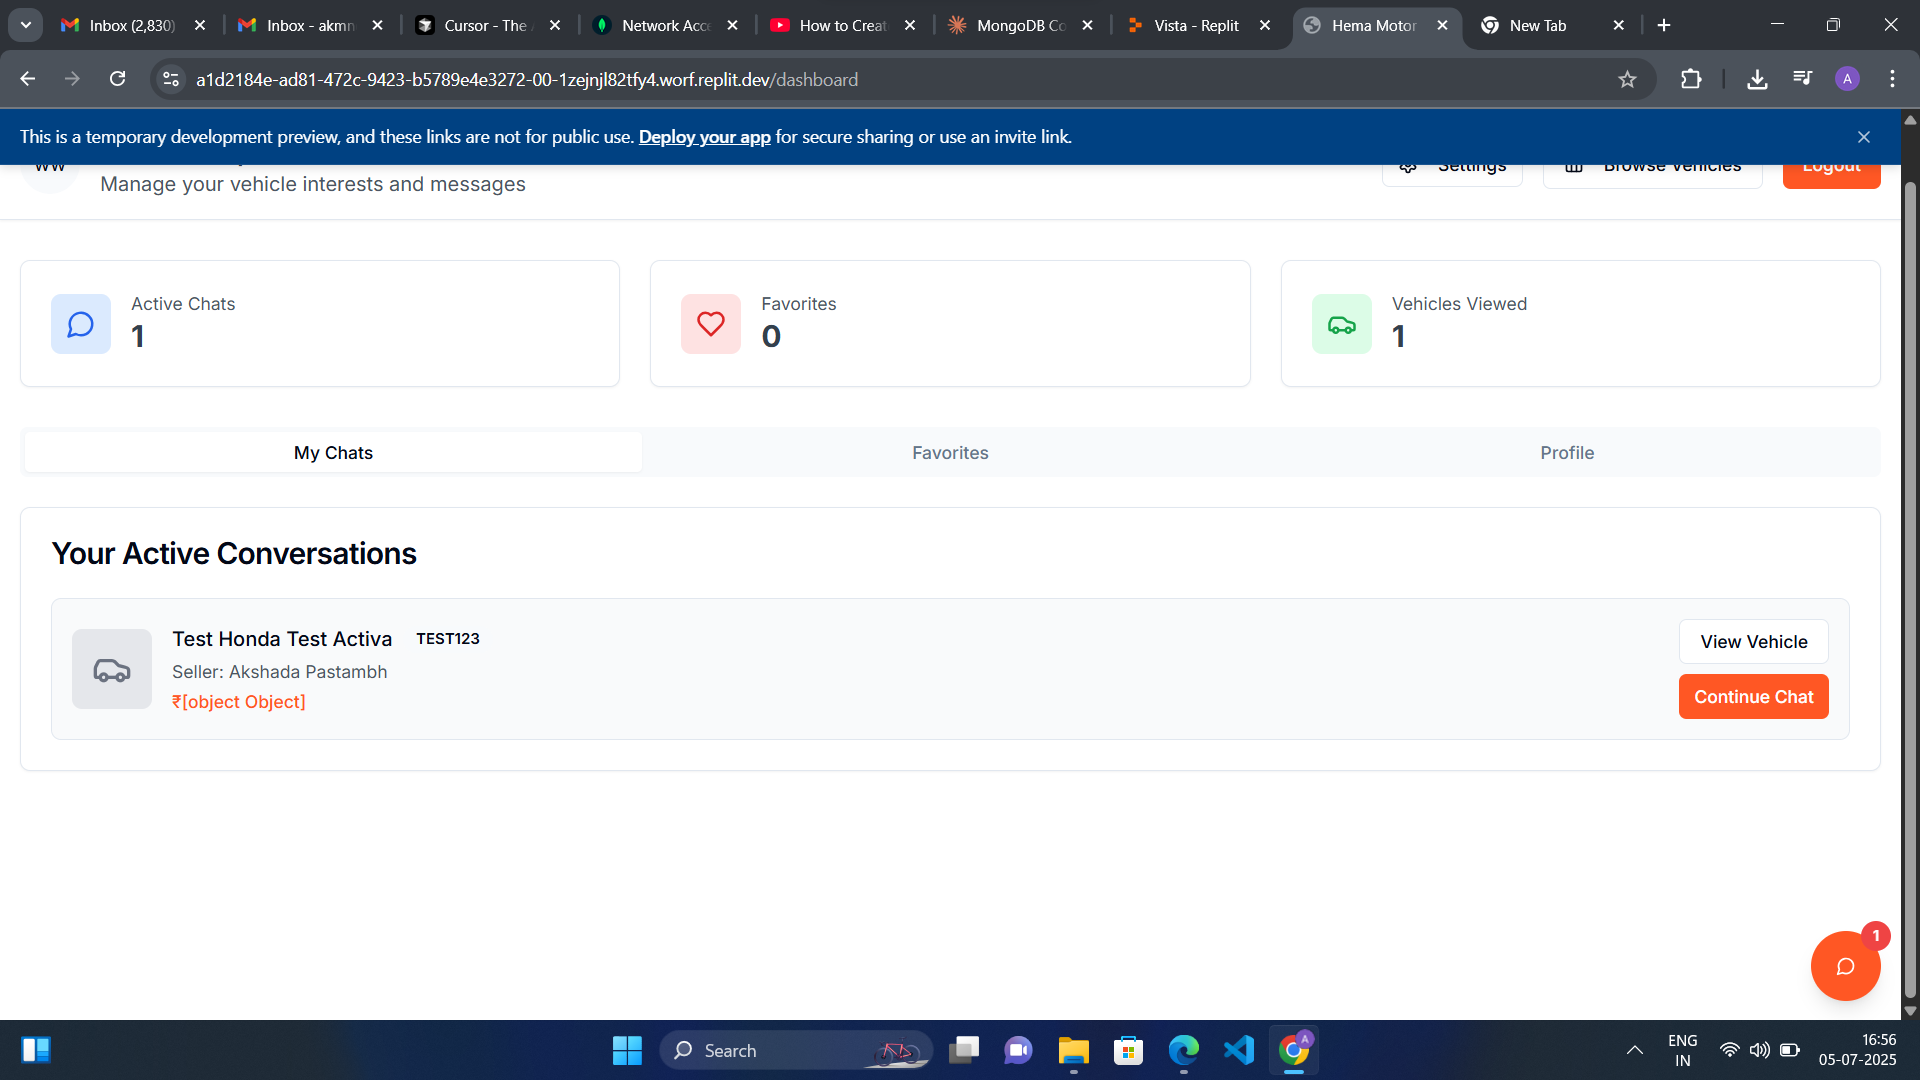 Inbox (2,830)
Inbox - akmn
Cursor - The
Network Acce
How to Creat
MongoDB Co
Vista - Replit
Hema Motor
New Tab
a1d2184e-ad81-472c-9423-b5789e4e3272-00-1zejnjl82tfy4.worf.replit.dev/dashboard
A
This is a temporary development preview, and these links are not for public use. Deploy your app for secure sharing or use an invite link.
WW
Settings
Browse Vehicles
Logout
Manage your vehicle interests and messages
Active Chats
1
Favorites
0
Vehicles Viewed
1
My Chats
Favorites
Profile
Your Active Conversations
Test Honda Test Activa TEST123
Seller: Akshada Pastambh
₹[object Object]
View Vehicle
Continue Chat
1
Search
A
ENG
IN
16:56
05-07-2025